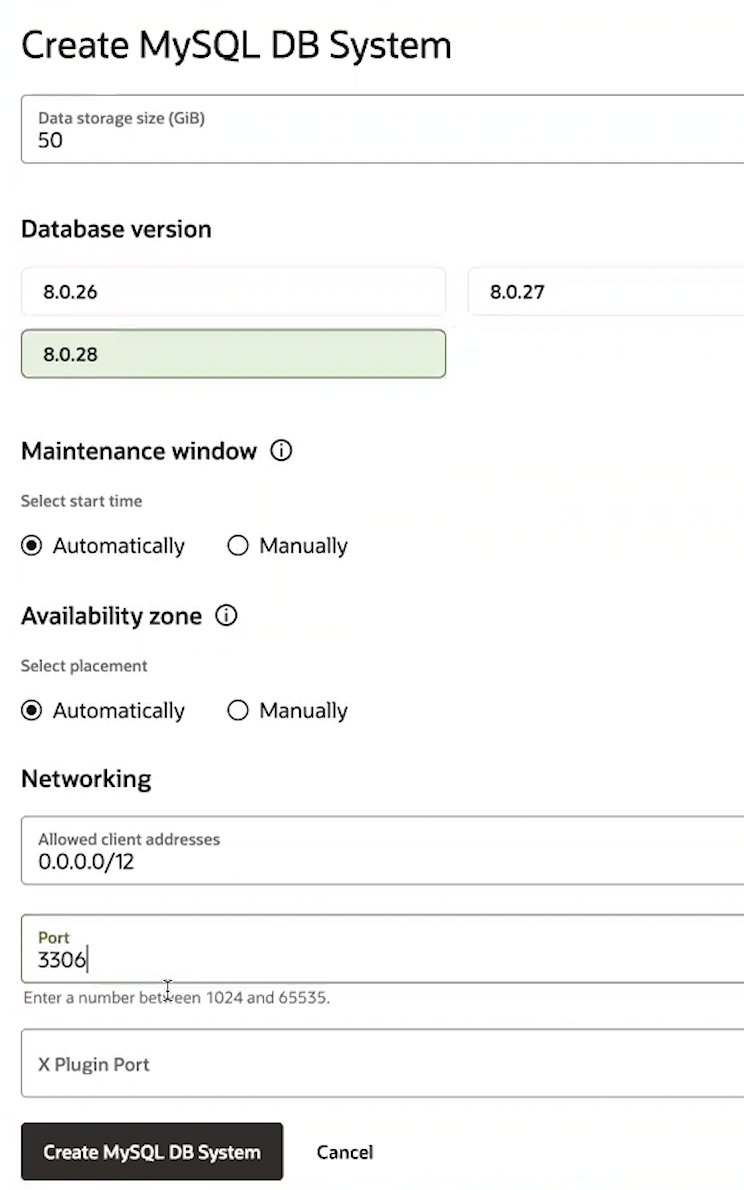 Create MySQL DB System
Data storage size (GiB)
50
Database version
8.0.26 8.0.27
8.0.28
Maintenance window
Select start time
Automatically Manually
Availability zone
Select placement
Automatically Manually
Networking
Allowed client addresses
0.0.0.0/12
Port
3306
Enter a number between 1024 and 65535.
X Plugin Port
Create MySQL DB System Cancel